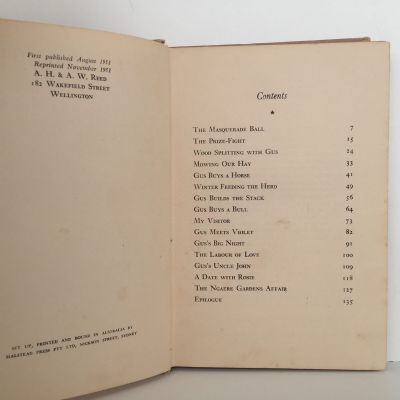 First published August 1951
Reprinted November 1951
A. H. & A. W. Reed
182 Wakefield Street
Wellington
SET UP, PRINTED AND BOUND IN AUSTRALIA BY
HALSTEAD PRESS PTY LTD, NICKSON STREET, SYDNEY
Contents
The Masquerade Ball 7
The Prize-Fight 15
Wood Splitting with Gus 24
Mowing Our Hay 33
Gus Buys a Horse 41
Winter Feeding the Herd 49
Gus Builds the Stack 56
Gus Buys a Bull 64
My Visitor 73
Gus Meets Violet 82
Gus's Big Night 91
The Labour of Love 100
Gus's Uncle John 109
A Date with Rosie 118
The Ngaere Gardens Affair 127
Epilogue 135